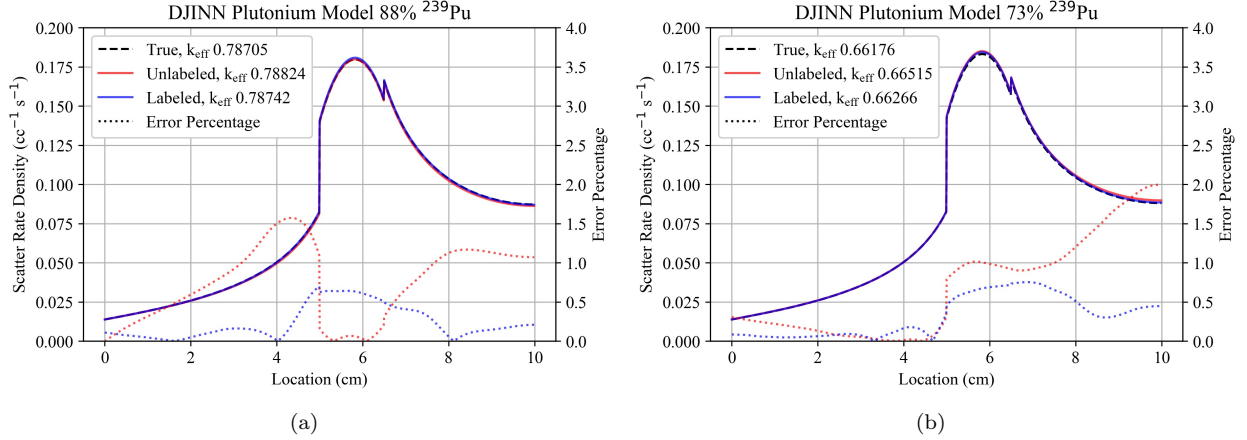 DJINN Plutonium Model 88% ²³⁹Pu
0.200
0.175
0.150
0.125
0.100
0.075
0.050
0.025
0.000
Scatter Rate Density (cc⁻¹ s⁻¹)
True, k_eff 0.78705
Unlabeled, k_eff 0.78824
Labeled, k_eff 0.78742
Error Percentage
4.0
3.5
3.0
2.5
2.0
1.5
1.0
0.5
0.0
Error Percentage
0 2 4 6 8 10
Location (cm)
(a)
DJINN Plutonium Model 73% ²³⁹Pu
0.200
0.175
0.150
0.125
0.100
0.075
0.050
0.025
0.000
Scatter Rate Density (cc⁻¹ s⁻¹)
True, k_eff 0.66176
Unlabeled, k_eff 0.66515
Labeled, k_eff 0.66266
Error Percentage
4.0
3.5
3.0
2.5
2.0
1.5
1.0
0.5
0.0
Error Percentage
0 2 4 6 8 10
Location (cm)
(b)